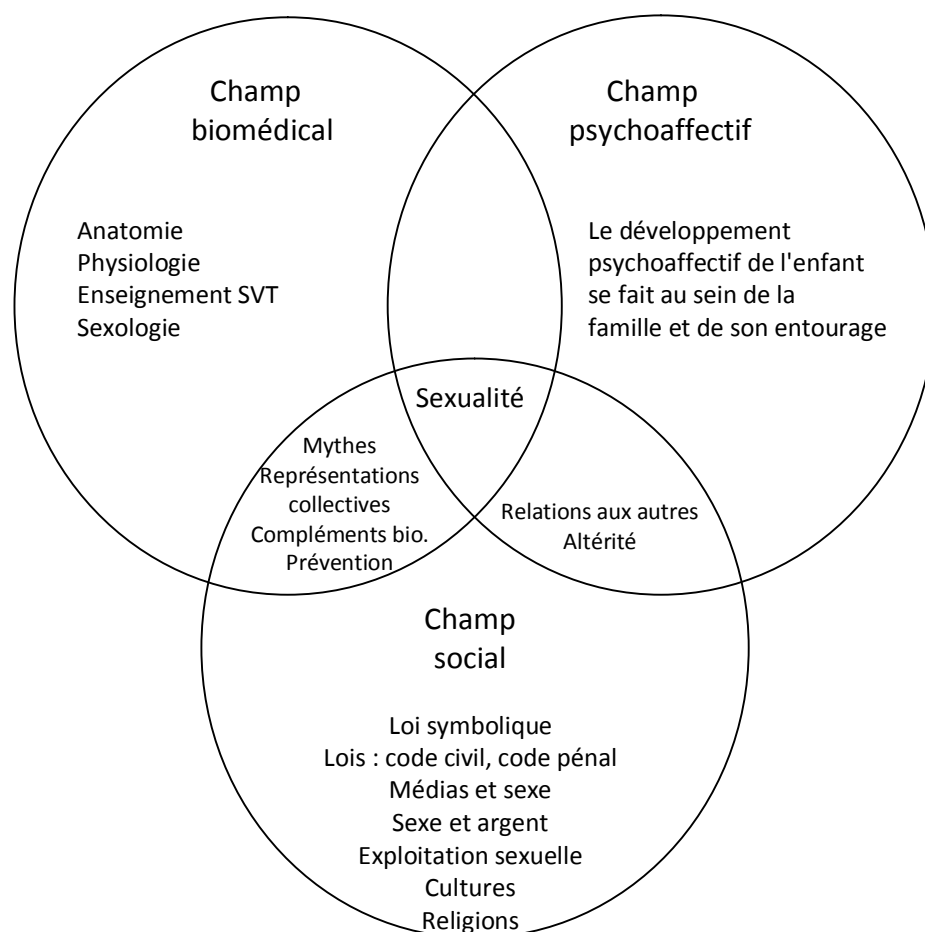 Champ
biomédical
Champ
psychoaffectif
Anatomie
Physiologie
Enseignement SVT
Sexologie
Le développement
psychoaffectif de l'enfant
se fait au sein de la
famille et de son entourage
Sexualité
Mythes
Représentations
collectives
Compléments bio.
Prévention
Relations aux autres
Altérité
Champ
social
Loi symbolique
Lois : code civil, code pénal
Médias et sexe
Sexe et argent
Exploitation sexuelle
Cultures
Religions